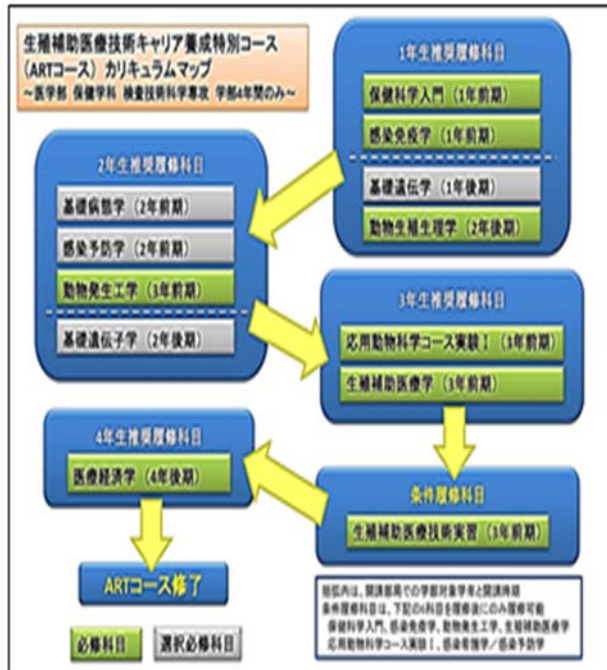 生殖補助医療技術キャリア養成特別コース
(ARTコース) カリキュラムマップ
～医学部 保健学科 検査技術科学専攻 学部4年間のみ～
1年生推奨履修科目
保健科学入門 (1年前期)
感染免疫学 (1年前期)
基礎遺伝学 (1年後期)
動物生殖生理学 (2年後期)
2年生推奨履修科目
基礎病態学 (2年前期)
感染予防学 (2年前期)
動物発生工学 (3年前期)
基礎遺伝子学 (2年後期)
3年生推奨履修科目
応用動物科学コース実験Ⅰ (3年前期)
生殖補助医療学 (3年前期)
条件履修科目
生殖補助医療技術実習 (3年前期)
4年生推奨履修科目
医療経済学 (4年後期)
ARTコース修了
必修科目
選択必修科目
括弧内は、開講部局での学部対象学年と開講時期
条件履修科目は、下記の6科目を履修後にのみ履修可能
保健科学入門、感染免疫学、動物発生工学、生殖補助医療学
応用動物科学コース実験Ⅰ、感染看護学／感染予防学